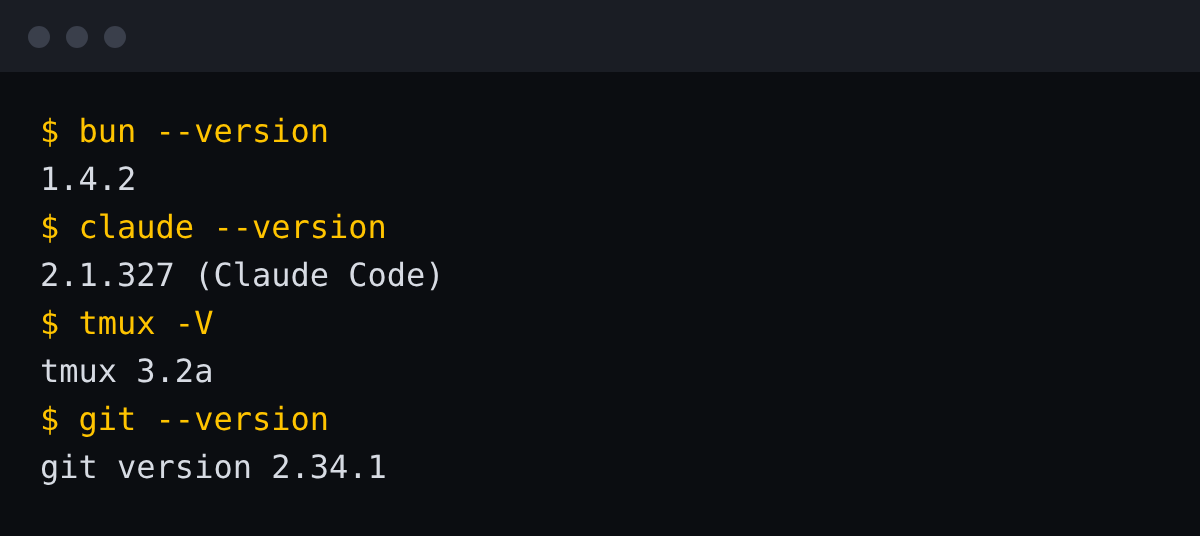 $ bun --version
1.4.2
$ claude --version
2.1.327 (Claude Code)
$ tmux -V
tmux 3.2a
$ git --version
git version 2.34.1